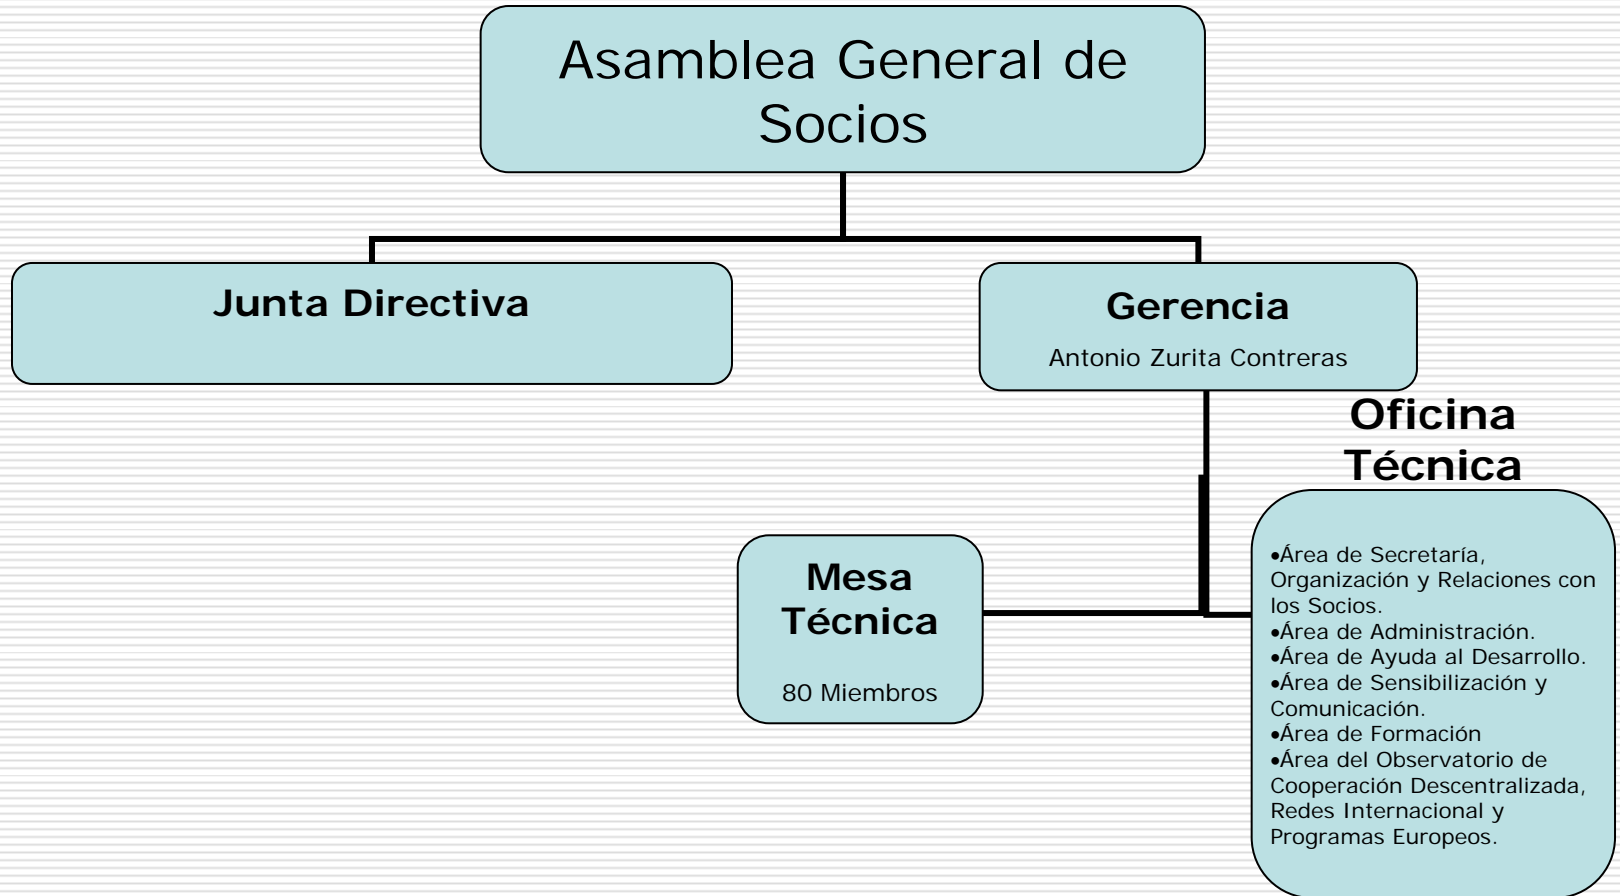 Asamblea General de
Socios
Junta Directiva
Gerencia
Antonio Zurita Contreras
Oficina
Técnica
Mesa
Técnica
80 Miembros
•Área de Secretaría,
Organización y Relaciones con
los Socios.
•Área de Administración.
•Área de Ayuda al Desarrollo.
•Área de Sensibilización y
Comunicación.
•Área de Formación
•Área del Observatorio de
Cooperación Descentralizada,
Redes Internacional y
Programas Europeos.